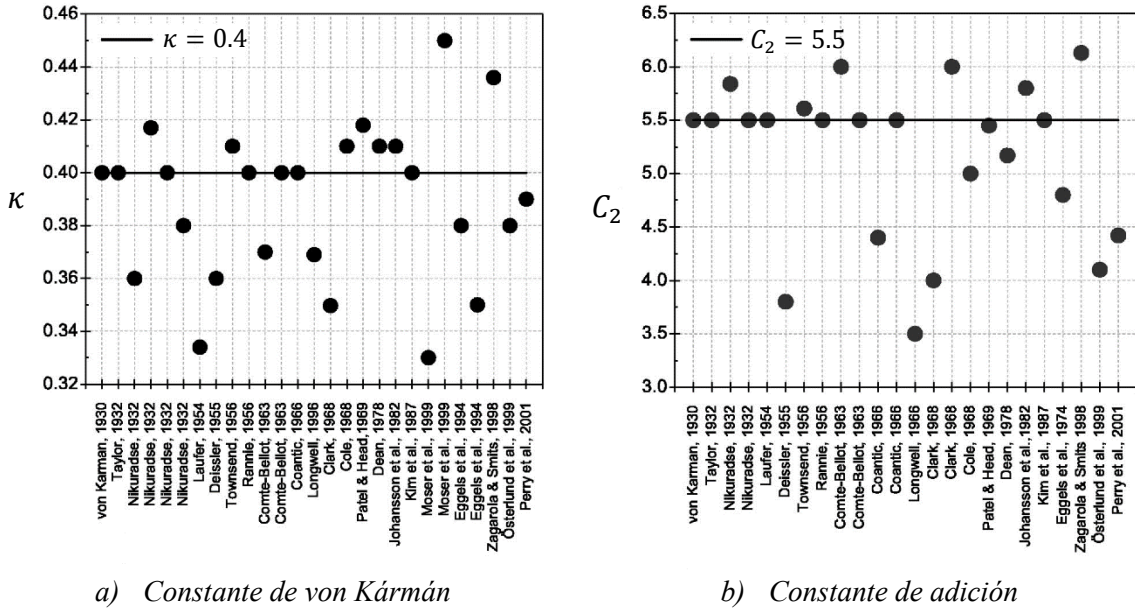 κ = 0.4
0.46
0.44
0.42
0.40
0.38
0.36
0.34
0.32
κ
von Karman, 1930
Taylor, 1932
Nikuradse, 1932
Nikuradse, 1932
Nikuradse, 1932
Nikuradse, 1932
Laufer, 1954
Deissler, 1955
Townsend, 1956
Rannie, 1956
Comte-Bellot, 1963
Comte-Bellot, 1963
Coantic, 1966
Longwell, 1996
Clark, 1968
Cole, 1968
Patel & Head, 1969
Dean, 1978
Johansson et al., 1982
Kim et al., 1987
Moser et al., 1999
Moser et al., 1999
Eggels et al., 1994
Eggels et al., 1994
Zagarola & Smits, 1998
Österlund et al., 1999
Perry et al., 2001
a) Constante de von Kármán
C₂ = 5.5
6.5
6.0
5.5
5.0
4.5
4.0
3.5
3.0
C₂
von Karman, 1930
Taylor, 1932
Nikuradse, 1932
Nikuradse, 1932
Laufer, 1954
Deissler, 1955
Townsend, 1956
Rannie, 1956
Comte-Bellot, 1963
Comte-Bellot, 1963
Coantic, 1966
Coantic, 1966
Longwell, 1966
Clark, 1968
Clark, 1968
Cole, 1968
Patel & Head, 1969
Dean, 1978
Johansson et al., 1982
Kim et al., 1987
Eggels et al., 1974
Zagarola & Smits 1998
Österlund et al., 1999
Perry et al., 2001
b) Constante de adición